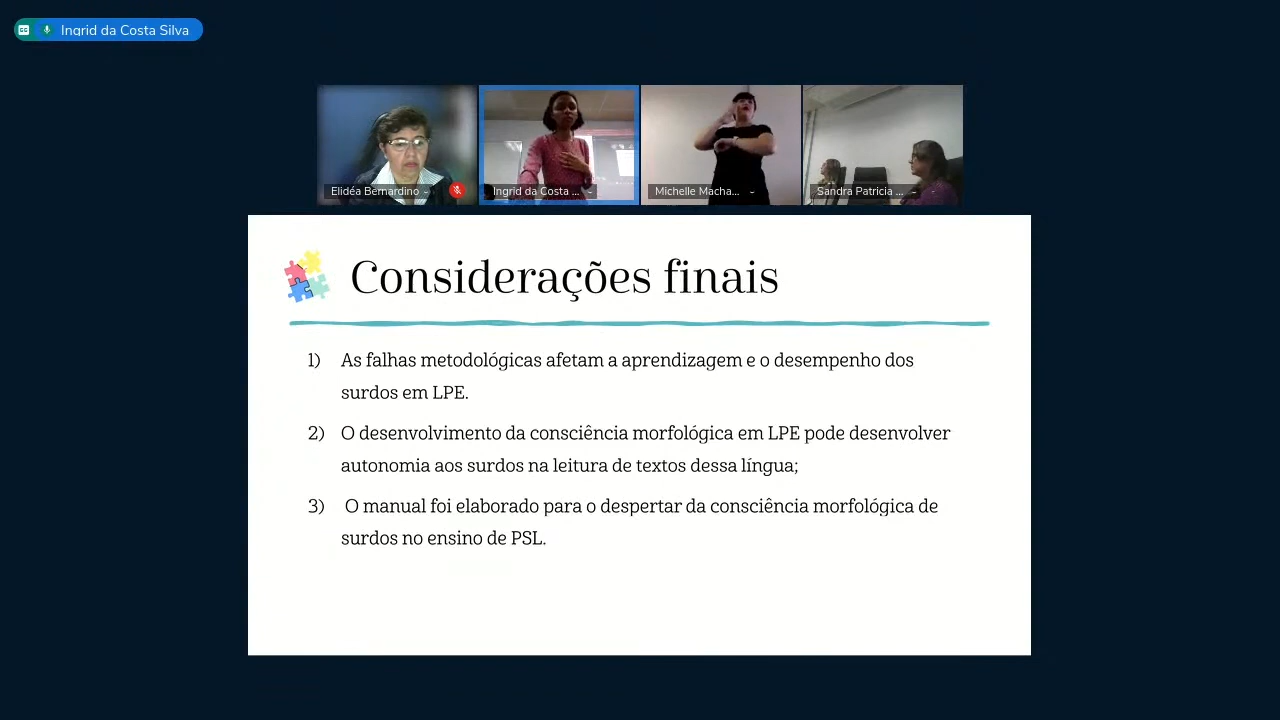 Ingrid da Costa Silva
Elidéa Bernardino
Ingrid da Costa ...
Michelle Macha...
Sandra Patricia ...
Considerações finais
1) As falhas metodológicas afetam a aprendizagem e o desempenho dos
surdos em LPE.
2) O desenvolvimento da consciência morfológica em LPE pode desenvolver
autonomia aos surdos na leitura de textos dessa língua;
3) O manual foi elaborado para o despertar da consciência morfológica de
surdos no ensino de PSL.